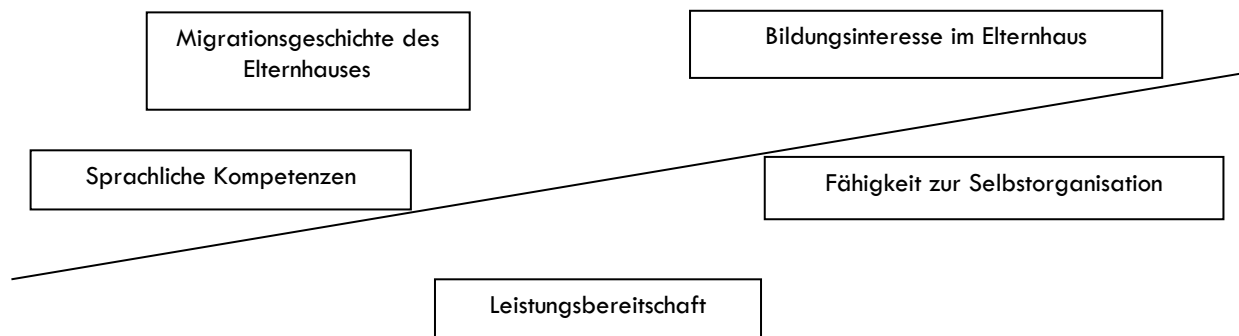 Migrationsgeschichte des
Elternhauses
Bildungsinteresse im Elternhaus
Sprachliche Kompetenzen
Fähigkeit zur Selbstorganisation
Leistungsbereitschaft